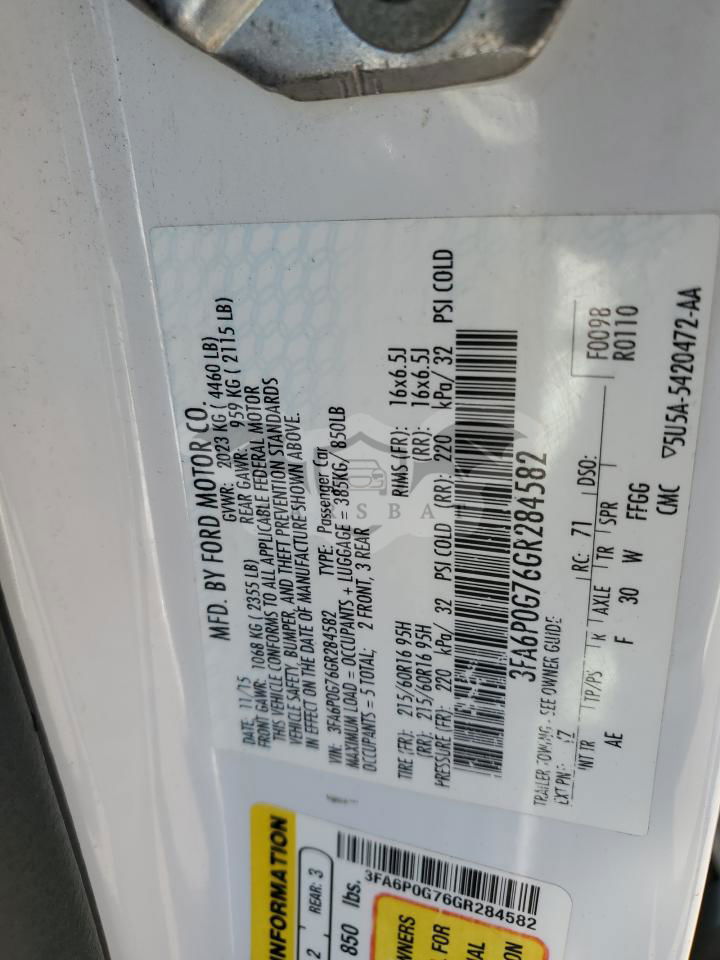 MFD. BY FORD MOTOR CO.
DATE: 11/15 GVWR: 2023 KG ( 4460 LB)
FRONT GAWR: 1068 KG ( 2355 LB) REAR GAWR: 959 KG ( 2115 LB)
THIS VEHICLE CONFORMS TO ALL APPLICABLE FEDERAL MOTOR
VEHICLE SAFETY, BUMPER, AND THEFT PREVENTION STANDARDS
IN EFFECT ON THE DATE OF MANUFACTURE SHOWN ABOVE.
VIN: 3FA6P0G76GR284582 TYPE: Passenger Car
MAXIMUM LOAD = OCCUPANTS + LUGGAGE = 385KG/ 850LB
OCCUPANTS = 5 TOTAL; 2 FRONT, 3 REAR
TIRE (FR): 215/60R16 95H RIMS (FR): 16x6.5J
(RR): 215/60R16 95H (RR): 16x6.5J
PRESSURE (FR): 220 kPa/ 32 PSI COLD (RR): 220 kPa/ 32 PSI COLD
3FA6P0G76GR284582
TRAILER TOWING - SEE OWNER GUIDE
F0098
R0110
EXT PNT: RC: 71 DSO:
INT TR TP/PS R AXLE TR SPR
AE F 30 W FFGG
CMC 5U5A-5420472-AA
INFORMATION
2 REAR: 3
850 lbs.
3FA6P0G76GR284582
SBA